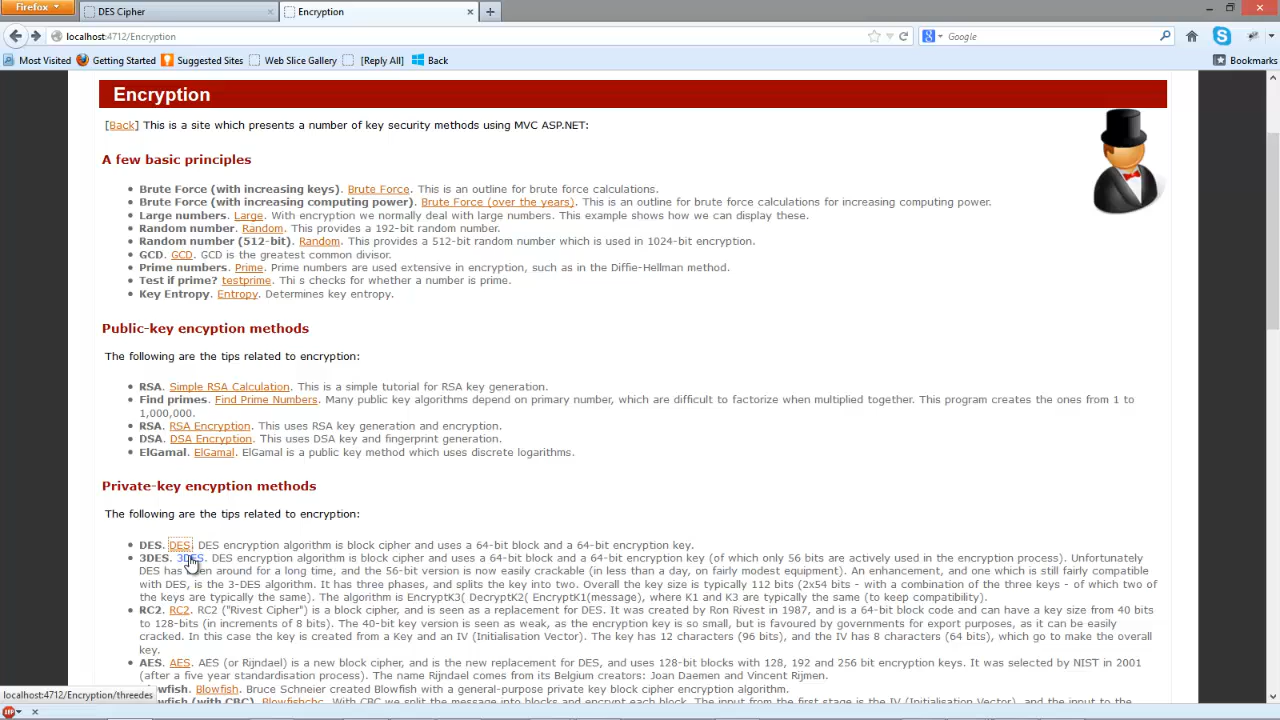 Firefox
DES Cipher
Encryption
localhost:4712/Encryption
Google
Most Visited
Getting Started
Suggested Sites
Web Slice Gallery
[Reply All]
Back
Bookmarks
Encryption
[Back] This is a site which presents a number of key security methods using MVC ASP.NET:
A few basic principles
Brute Force (with increasing keys). Brute Force. This is an outline for brute force calculations.
Brute Force (with increasing computing power). Brute Force (over the years). This is an outline for brute force calculations for increasing computing power.
Large numbers. Large. With encryption we normally deal with large numbers. This example shows how we can display these.
Random number. Random. This provides a 192-bit random number.
Random number (512-bit). Random. This provides a 512-bit random number which is used in 1024-bit encryption.
GCD. GCD. GCD is the greatest common divisor.
Prime numbers. Prime. Prime numbers are used extensive in encryption, such as in the Diffie-Hellman method.
Test if prime? testprime. Thi s checks for whether a number is prime.
Key Entropy. Entropy. Determines key entropy.
Public-key encyption methods
The following are the tips related to encryption:
RSA. Simple RSA Calculation. This is a simple tutorial for RSA key generation.
Find primes. Find Prime Numbers. Many public key algorithms depend on primary number, which are difficult to factorize when multiplied together. This program creates the ones from 1 to
1,000,000.
RSA. RSA Encryption. This uses RSA key generation and encryption.
DSA. DSA Encryption. This uses DSA key and fingerprint generation.
ElGamal. ElGamal. ElGamal is a public key method which uses discrete logarithms.
Private-key encyption methods
The following are the tips related to encryption:
DES. DES. DES encryption algorithm is block cipher and uses a 64-bit block and a 64-bit encryption key.
3DES. 3DES. DES encryption algorithm is block cipher and uses a 64-bit block and a 64-bit encryption key (of which only 56 bits are actively used in the encryption process). Unfortunately
DES has been around for a long time, and the 56-bit version is now easily crackable (in less than a day, on fairly modest equipment). An enhancement, and one which is still fairly compatible
with DES, is the 3-DES algorithm. It has three phases, and splits the key into two. Overall the key size is typically 112 bits (2x54 bits - with a combination of the three keys - of which two of
the keys are typically the same). The algorithm is EncryptK3( DecryptK2( EncryptK1(message), where K1 and K3 are typically the same (to keep compatibility).
RC2. RC2. RC2 ("Rivest Cipher") is a block cipher, and is seen as a replacement for DES. It was created by Ron Rivest in 1987, and is a 64-bit block code and can have a key size from 40 bits
to 128-bits (in increments of 8 bits). The 40-bit key version is seen as weak, as the encryption key is so small, but is favoured by governments for export purposes, as it can be easily
cracked. In this case the key is created from a Key and an IV (Initialisation Vector). The key has 12 characters (96 bits), and the IV has 8 characters (64 bits), which go to make the overall
key.
AES. AES. AES (or Rijndael) is a new block cipher, and is the new replacement for DES, and uses 128-bit blocks with 128, 192 and 256 bit encryption keys. It was selected by NIST in 2001
(after a five year standardisation process). The name Rijndael comes from its Belgium creators: Joan Daemen and Vincent Rijmen.
Blowfish. Bruce Schneier created Blowfish with a general-purpose private key block cipher encryption algorithm.
(with CBC). Blowfishcbc. With CBC we split the message into blocks and encrypt each block. The input from the first stage is the IV (Initialisation Vector), and the input to the
localhost:4712/Encryption/threedes